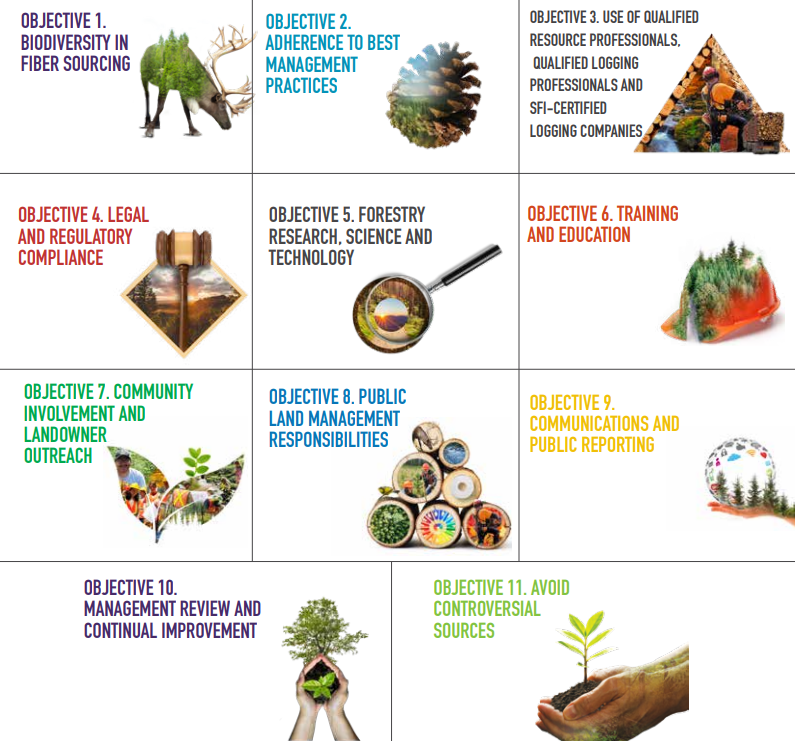 OBJECTIVE 1.
BIODIVERSITY IN
FIBER SOURCING
OBJECTIVE 2.
ADHERENCE TO BEST
MANAGEMENT
PRACTICES
OBJECTIVE 3. USE OF QUALIFIED
RESOURCE PROFESSIONALS,
QUALIFIED LOGGING
PROFESSIONALS AND
SFI-CERTIFIED
LOGGING COMPANIES
OBJECTIVE 4. LEGAL
AND REGULATORY
COMPLIANCE
OBJECTIVE 5. FORESTRY
RESEARCH, SCIENCE AND
TECHNOLOGY
OBJECTIVE 6. TRAINING
AND EDUCATION
OBJECTIVE 7. COMMUNITY
INVOLVEMENT AND
LANDOWNER
OUTREACH
OBJECTIVE 8. PUBLIC
LAND MANAGEMENT
RESPONSIBILITIES
OBJECTIVE 9.
COMMUNICATIONS AND
PUBLIC REPORTING
OBJECTIVE 10.
MANAGEMENT REVIEW AND
CONTINUAL IMPROVEMENT
OBJECTIVE 11. AVOID
CONTROVERSIAL
SOURCES